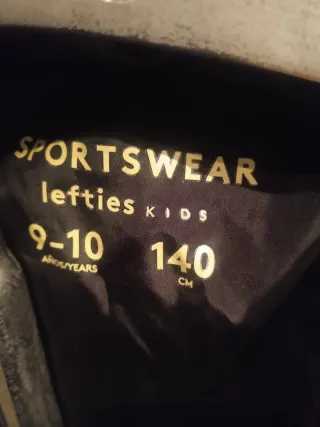 SPORTSWEAR
lefties KIDS
9-10 140
AÑOS/YEARS CM